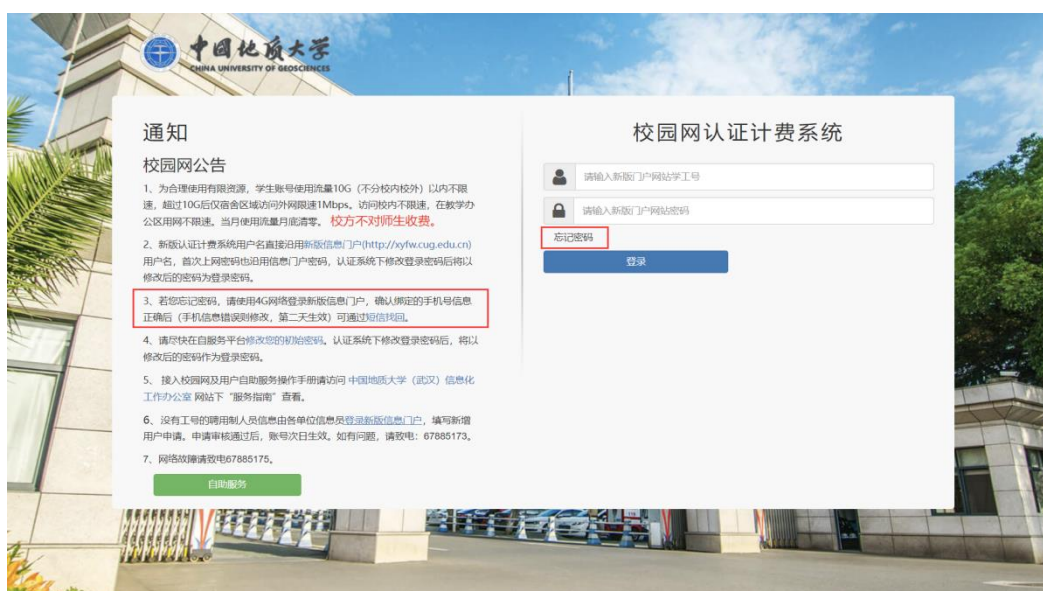 中国地质大学
CHINA UNIVERSITY OF GEOSCIENCES
通知
校园网公告
1、为合理使用有限资源，学生账号使用流量10G（不分校内校外）以内不限
速，超过10G后仅宿舍区域访问外网限速1Mbps。访问校内不限速，在教学办
公区用网不限速。当月使用流量月底清零。 校方不对师生收费。
2、新版认证计费系统用户名直接沿用新版信息门户(http://xyfw.cug.edu.cn)
用户名，首次上网密码也沿用信息门户密码，认证系统下修改登录密码后将以
修改后的密码为登录密码。
3、若您忘记密码，请使用4G网络登录新版信息门户，确认绑定的手机号信息
正确后（手机信息错误则修改，第二天生效）可通过短信找回。
4、请尽快在自服务平台修改您的初始密码。认证系统下修改登录密码后，将以
修改后的密码作为登录密码。
5、 接入校园网及用户自助服务操作手册请访问 中国地质大学（武汉）信息化
工作办公室 网站下“服务指南”查看。
6、没有工号的聘用制人员信息由各单位信息员登录新版信息门户，填写新增
用户申请。申请审核通过后，账号次日生效。如有问题，请致电：67885173。
7、网络故障请致电67885175。
自助服务
校园网认证计费系统
请输入新版门户网站学工号
请输入新版门户网站密码
忘记密码
登录